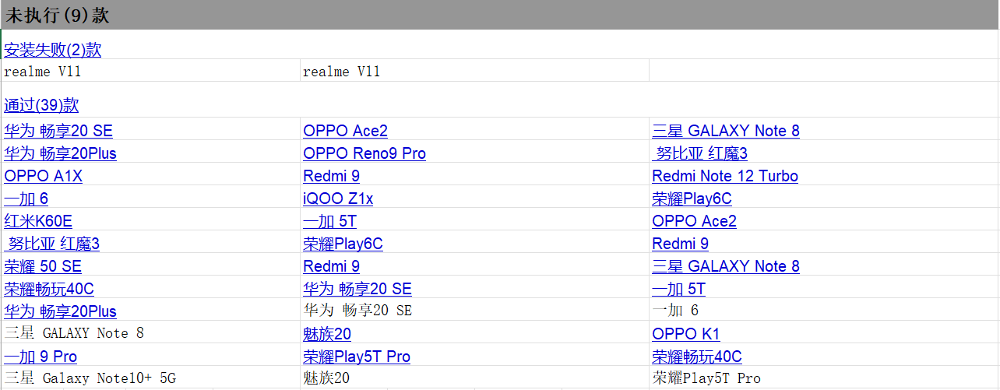 未执行(9)款
安装失败(2)款
realme V11 realme V11
通过(39)款
华为 畅享20 SE OPPO Ace2 三星 GALAXY Note 8
华为 畅享20Plus OPPO Reno9 Pro 努比亚 红魔3
OPPO A1X Redmi 9 Redmi Note 12 Turbo
一加 6 iQOO Z1x 荣耀Play6C
红米K60E 一加 5T OPPO Ace2
努比亚 红魔3 荣耀Play6C Redmi 9
荣耀 50 SE Redmi 9 三星 GALAXY Note 8
荣耀畅玩40C 华为 畅享20 SE 一加 5T
华为 畅享20Plus 华为 畅享20 SE 一加 6
三星 GALAXY Note 8 魅族20 OPPO K1
一加 9 Pro 荣耀Play5T Pro 荣耀畅玩40C
三星 Galaxy Note10+ 5G 魅族20 荣耀Play5T Pro